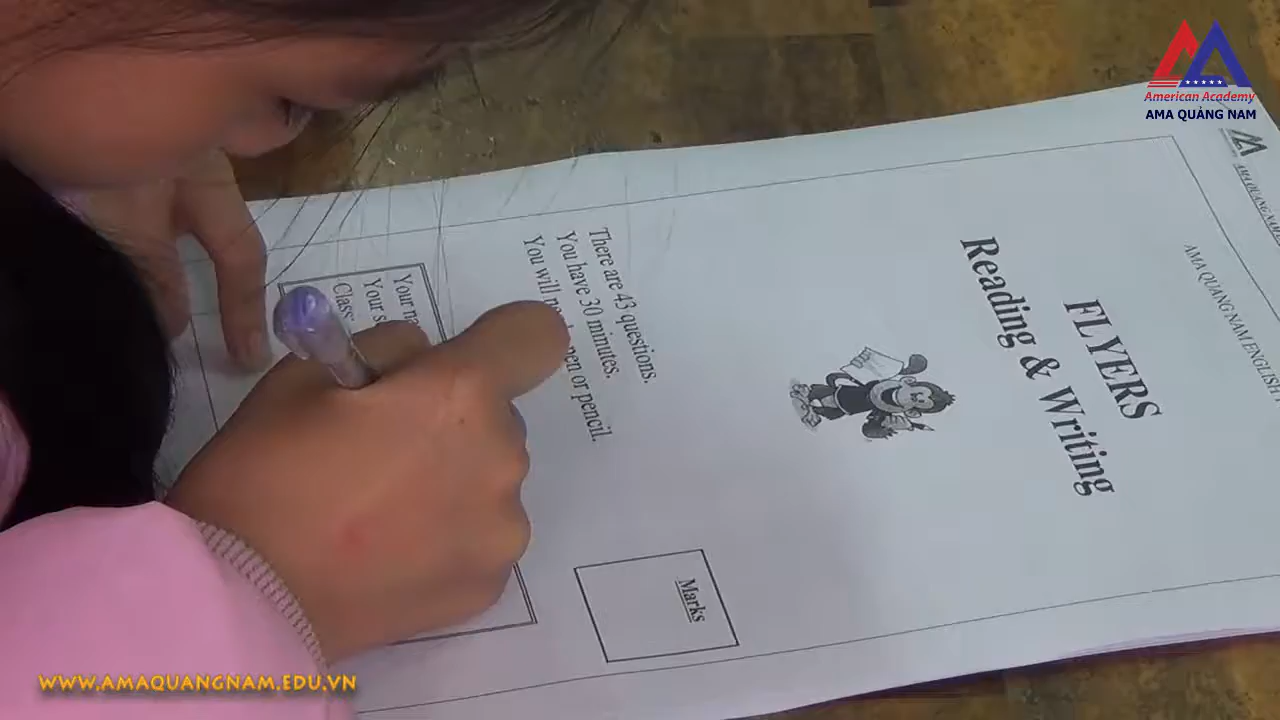 American Academy
AMA QUẢNG NAM
AMA QUANG NAM ENGLISH
FLYERS
Reading & Writing
There are 43 questions.
You have 30 minutes.
You will pen or pencil.
Your
Your
Class:
Marks
WWW.AMAQUANGNAM.EDU.VN